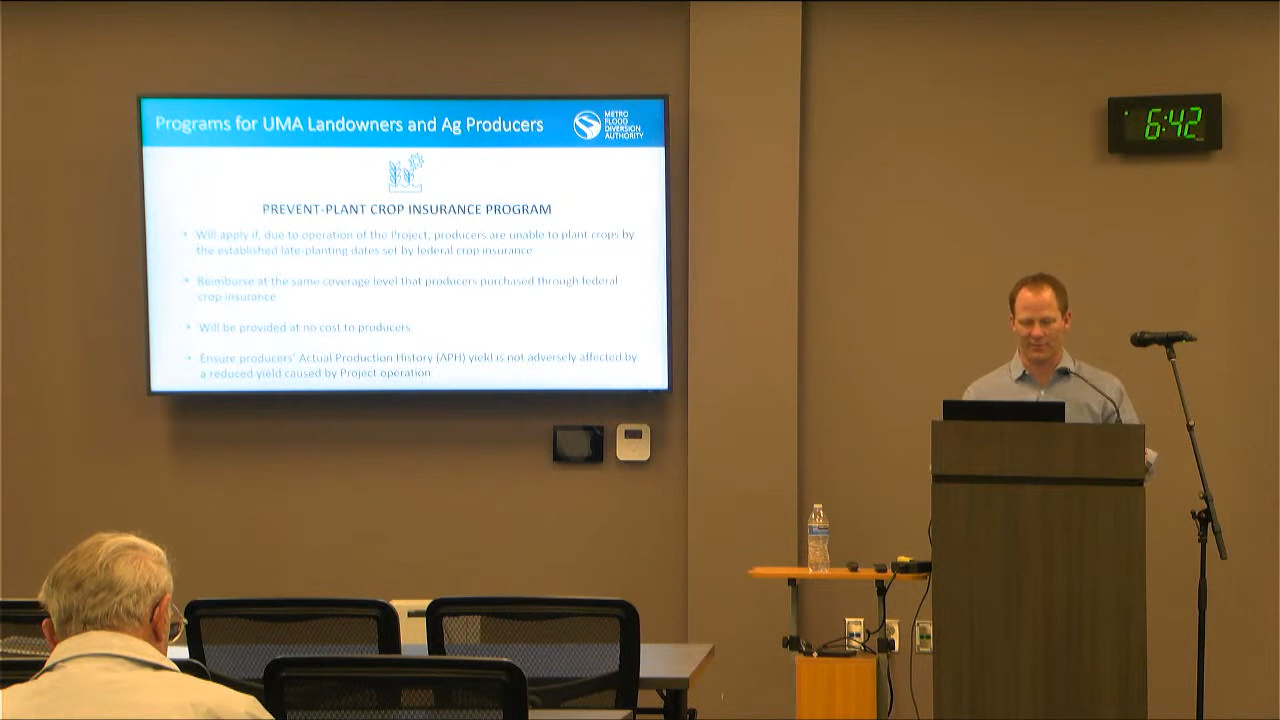 Programs for UMA Landowners and Ag Producers
METRO
FLOOD
DIVERSION
AUTHORITY
PREVENT-PLANT CROP INSURANCE PROGRAM
• Will apply if, due to operation of the Project, producers are unable to plant crops by
the established late-planting dates set by federal crop insurance
• Reimburse at the same coverage level that producers purchased through federal
crop insurance
• Will be provided at no cost to producers
• Ensure producers' Actual Production History (APH) yield is not adversely affected by
a reduced yield caused by Project operation
6:42